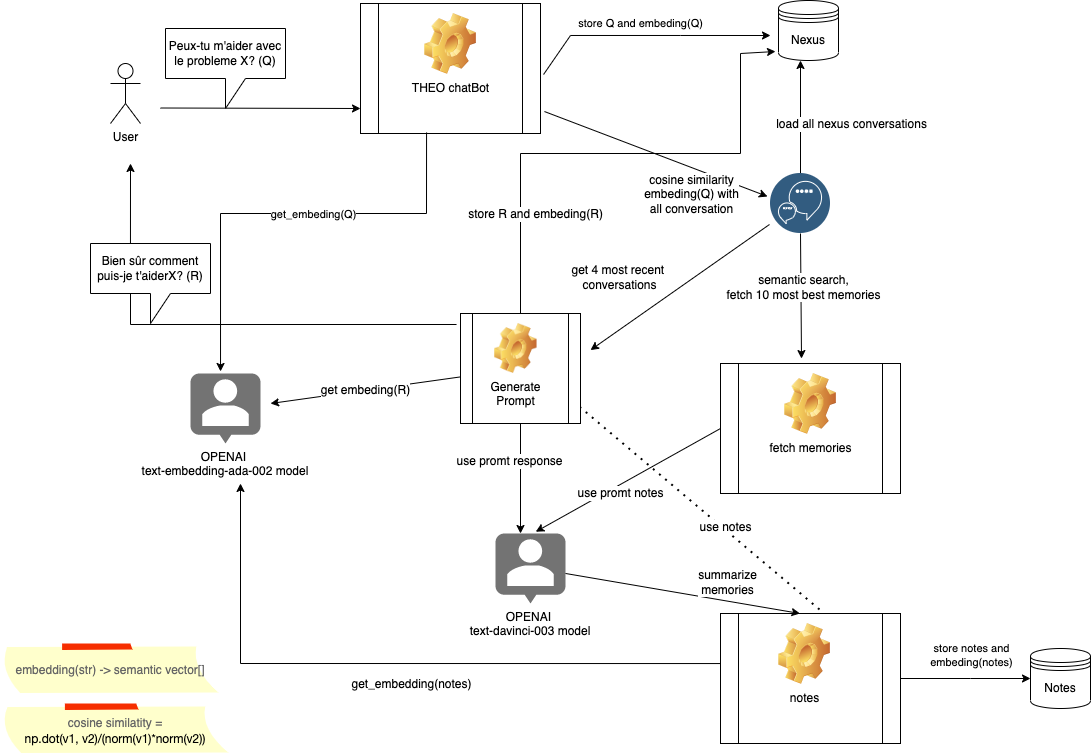 Peux-tu m'aider avec
le probleme X? (Q)
User
THEO chatBot
store Q and embeding(Q)
Nexus
load all nexus conversations
cosine similarity
embeding(Q) with
all conversation
get_embeding(Q)
store R and embeding(R)
Bien sûr comment
puis-je t'aiderX? (R)
get 4 most recent
conversations
semantic search,
fetch 10 most best memories
Generate
Prompt
get embeding(R)
fetch memories
OPENAI
text-embedding-ada-002 model
use promt response
use promt notes
use notes
summarize
memories
OPENAI
text-davinci-003 model
notes
get_embedding(notes)
store notes and
embeding(notes)
Notes
embedding(str) -> semantic vector[]
cosine similatity =
np.dot(v1, v2)/(norm(v1)*norm(v2))